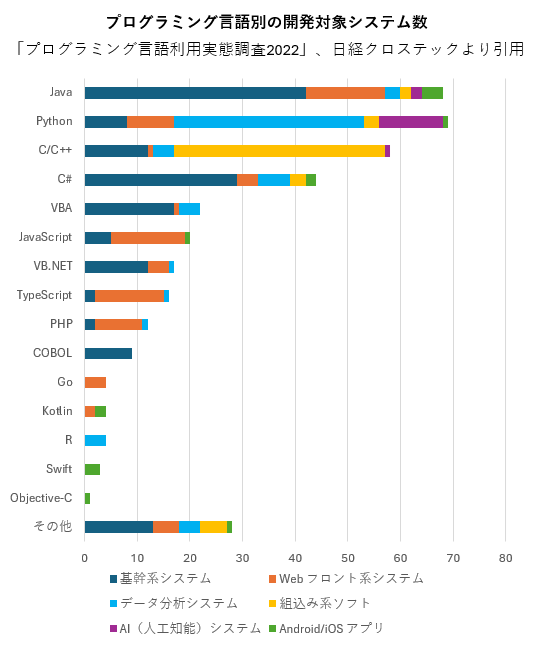 プログラミング言語別の開発対象システム数
「プログラミング言語利用実態調査2022」、日経クロステックより引用
Java
Python
C/C++
C#
VBA
JavaScript
VB.NET
TypeScript
PHP
COBOL
Go
Kotlin
R
Swift
Objective-C
その他
0 10 20 30 40 50 60 70 80
基幹系システム Webフロント系システム
データ分析システム 組込み系ソフト
AI（人工知能）システム Android/iOSアプリ